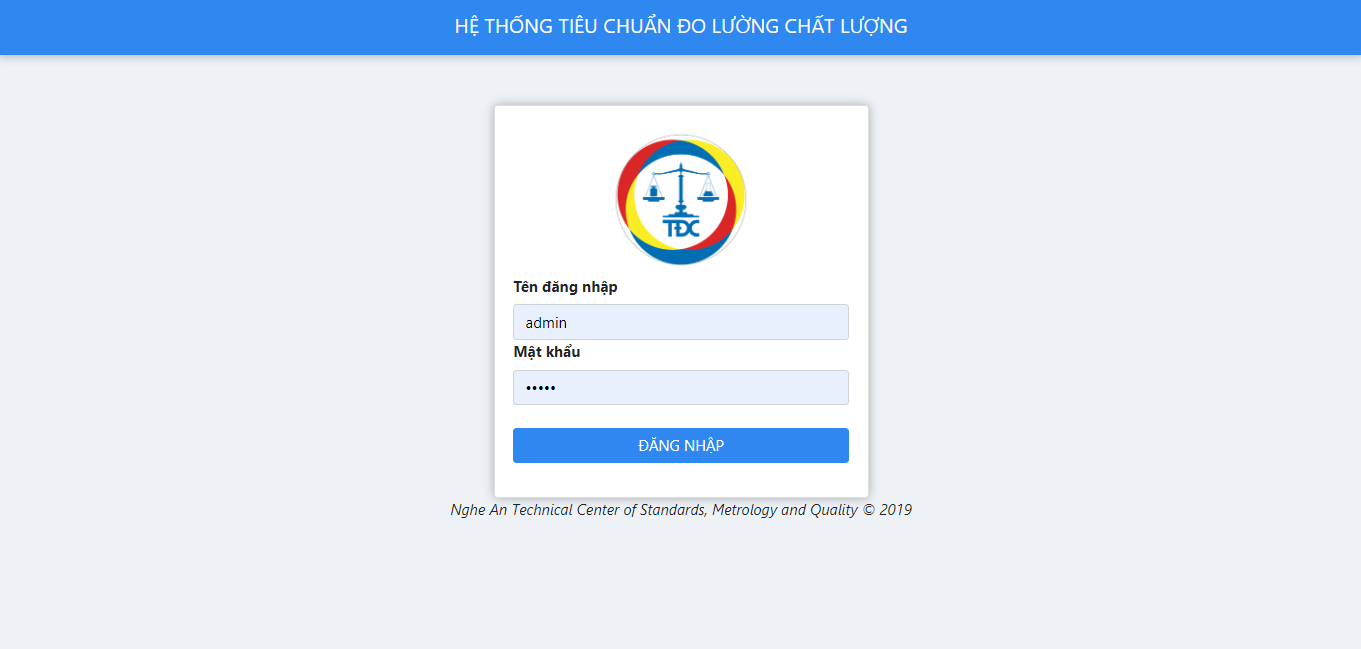 HỆ THỐNG TIÊU CHUẨN ĐO LƯỜNG CHẤT LƯỢNG
TĐC
Tên đăng nhập
admin
Mật khẩu
•••••
ĐĂNG NHẬP
Nghe An Technical Center of Standards, Metrology and Quality © 2019